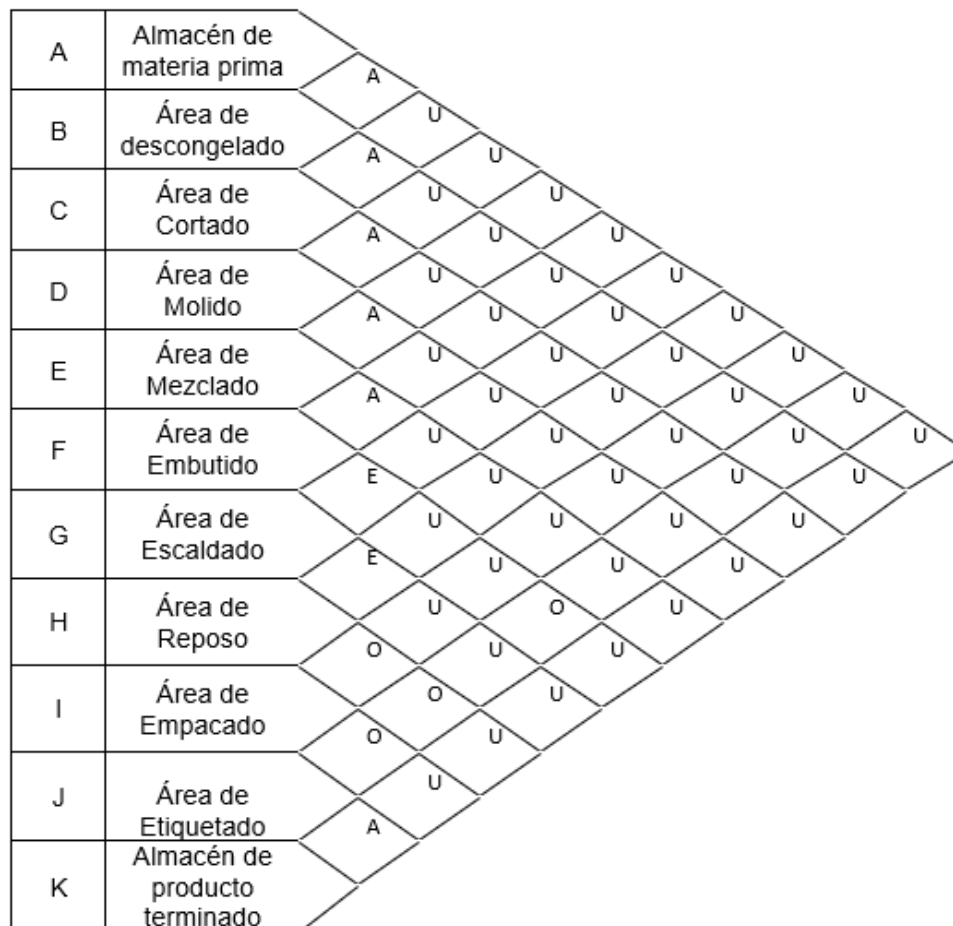 A
Almacén de
materia prima
A
U
B
Área de
descongelado
A U
U U
C
Área de
Cortado
A U U
U U U
D
Área de
Molido
A U U U
U U U U
E
Área de
Mezclado
A U U U U
U U U U U
F
Área de
Embutido
E U U U U
U U U U
G
Área de
Escaldado
E U U U
U O U
H
Área de
Reposo
O U U
O U
I
Área de
Empacado
O U
U
J
Área de
Etiquetado
A
K
Almacén de
producto
terminado